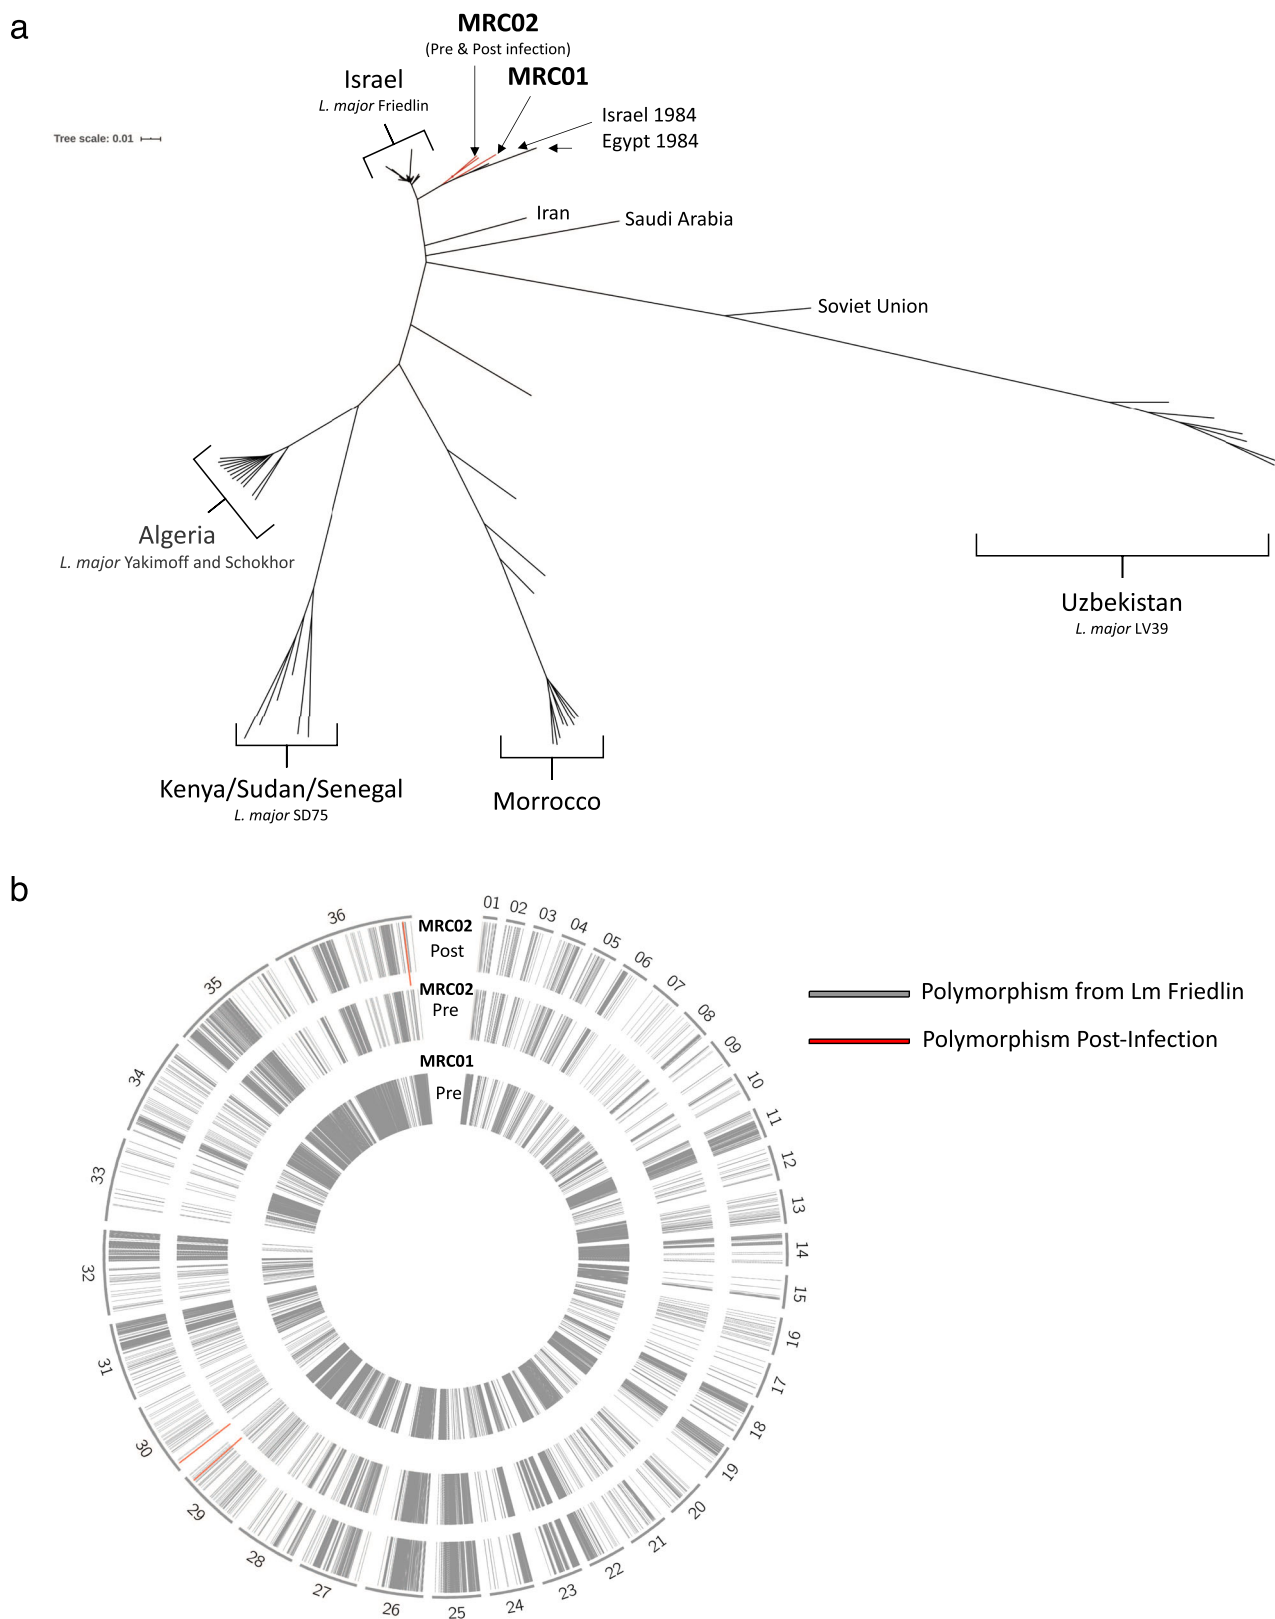 a
MRC02
(Pre & Post infection)
MRC01
Israel
L. major Friedlin
Israel 1984
Egypt 1984
Tree scale: 0.01
Iran
Saudi Arabia
Soviet Union
Algeria
L. major Yakimoff and Schokhor
Uzbekistan
L. major LV39
Kenya/Sudan/Senegal
L. major SD75
Morrocco
b
MRC02
Post
MRC02
Pre
MRC01
Pre
01
02
03
04
05
06
07
08
09
10
11
12
13
14
15
16
17
18
19
20
21
22
23
24
25
26
27
28
29
30
31
32
33
34
35
36
Polymorphism from Lm Friedlin
Polymorphism Post-Infection